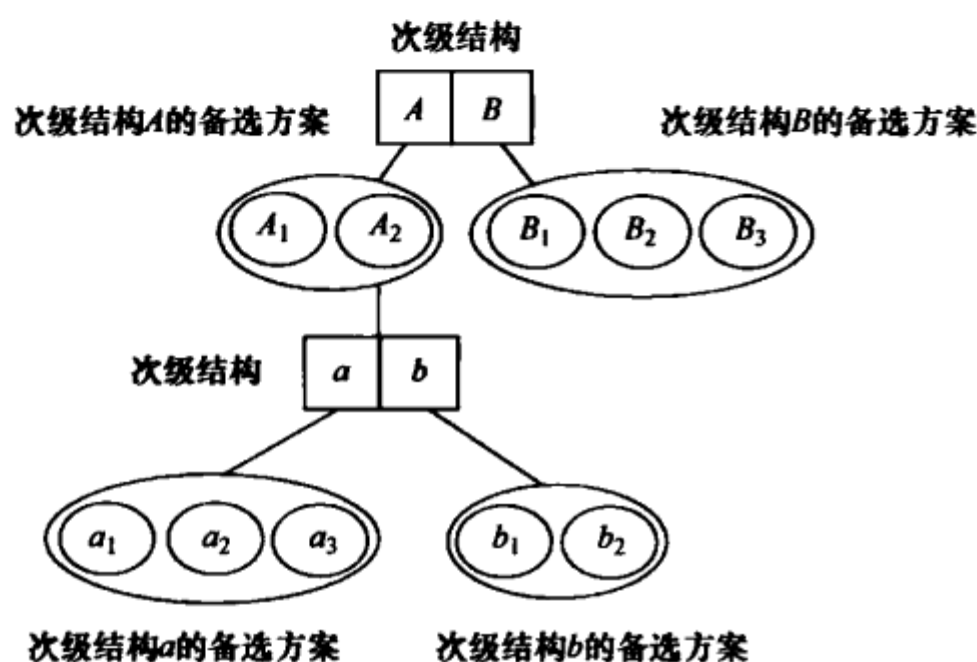 次级结构
A B
次级结构A的备选方案 次级结构B的备选方案
A₁ A₂ B₁ B₂ B₃
次级结构 a b
a₁ a₂ a₃ b₁ b₂
次级结构a的备选方案 次级结构b的备选方案